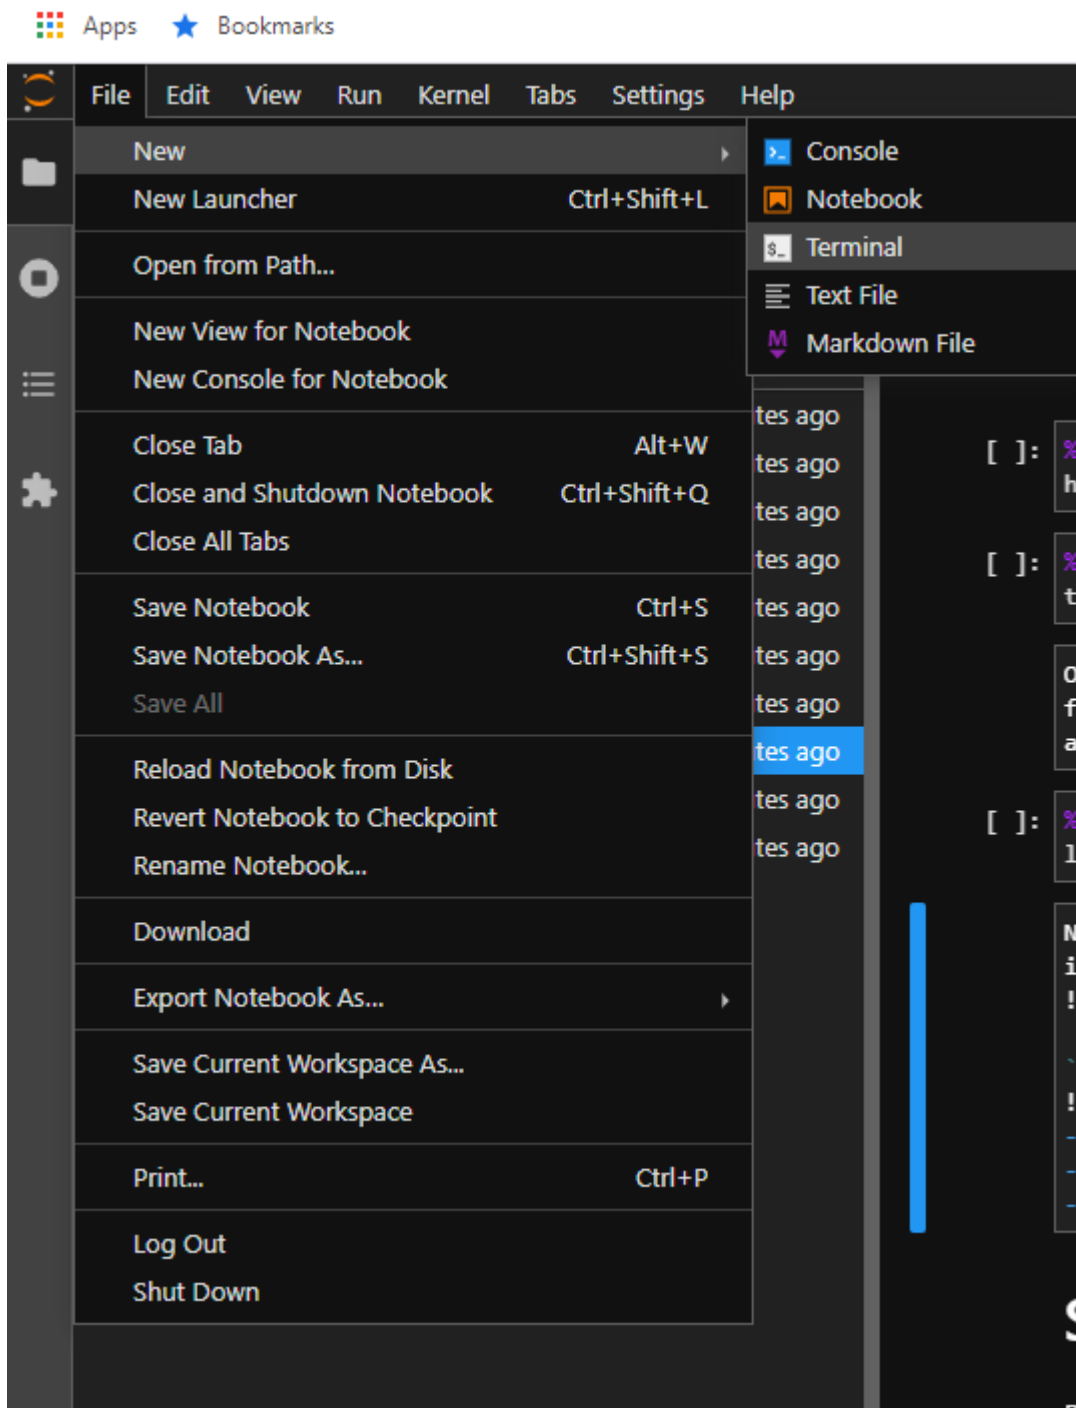 Apps Bookmarks
File Edit View Run Kernel Tabs Settings Help
New
New Launcher Ctrl+Shift+L
Open from Path...
New View for Notebook
New Console for Notebook
Close Tab Alt+W
Close and Shutdown Notebook Ctrl+Shift+Q
Close All Tabs
Save Notebook Ctrl+S
Save Notebook As... Ctrl+Shift+S
Save All
Reload Notebook from Disk
Revert Notebook to Checkpoint
Rename Notebook...
Download
Export Notebook As...
Save Current Workspace As...
Save Current Workspace
Print... Ctrl+P
Log Out
Shut Down
Console
Notebook
$_ Terminal
Text File
M Markdown File
tes ago
tes ago
tes ago
tes ago
tes ago
tes ago
tes ago
tes ago
tes ago
tes ago
[ ]: %
h
[ ]: %
t
f
a
[ ]: %
N
i
!
`
!
-
-
-
S